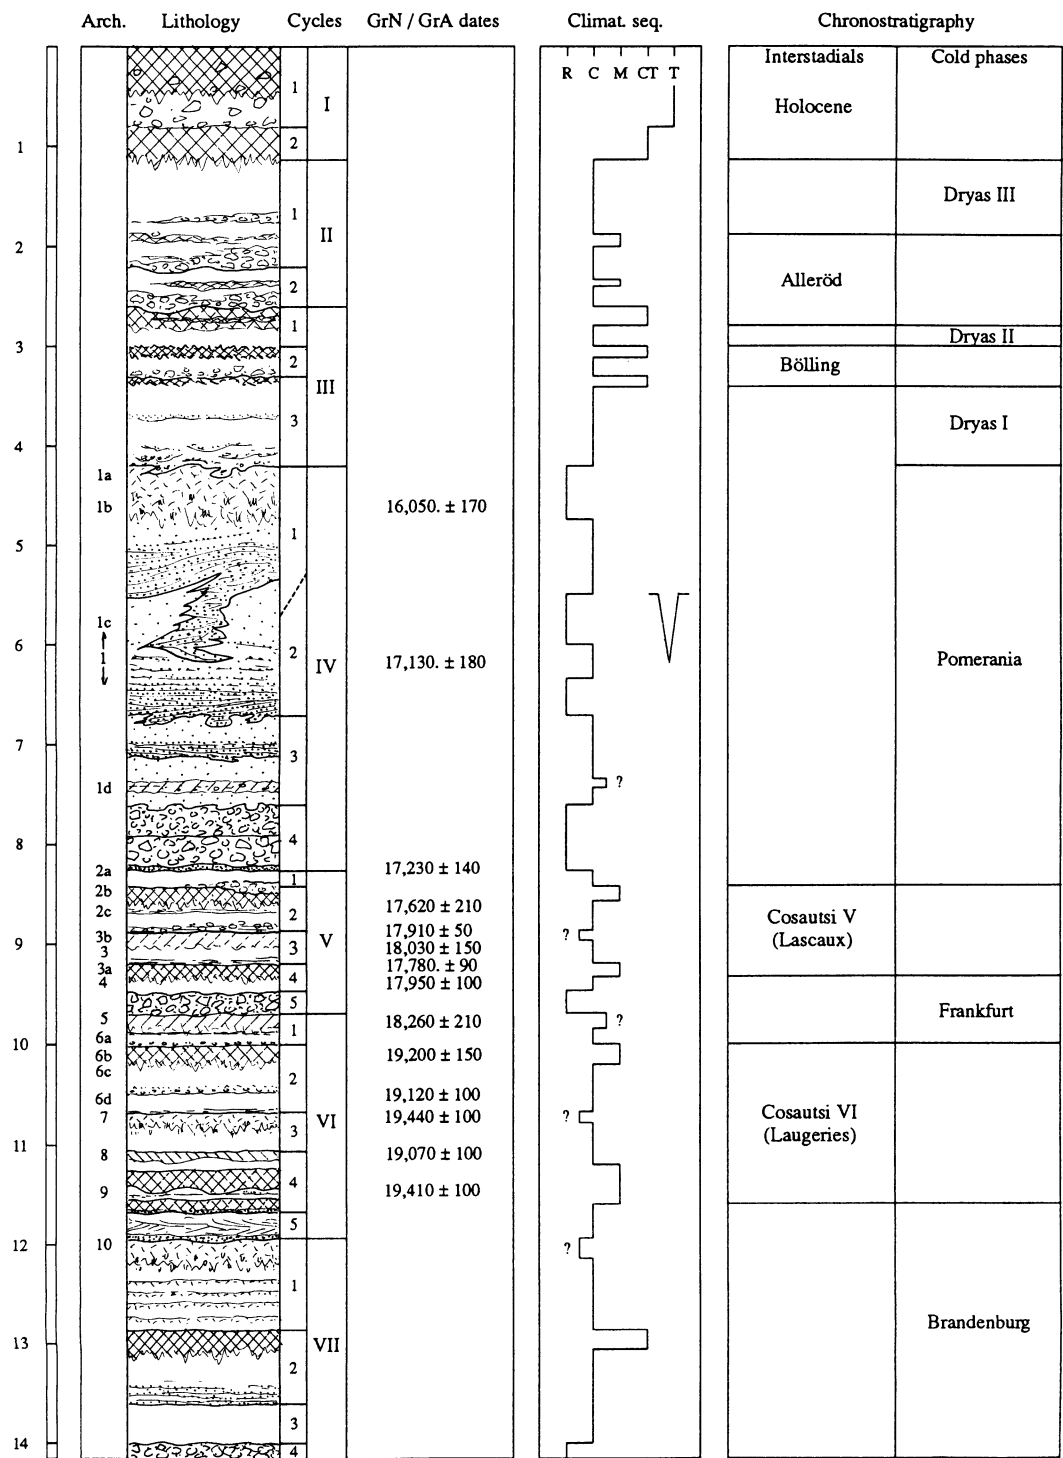 Arch. Lithology Cycles GrN / GrA dates Climat. seq. Chronostratigraphy
R C M CT T
Interstadials Cold phases
1 I Holocene
2
1
Dryas III
1
II
2 Alleröd
2
1 Dryas II
3
2 Bölling
III
3 Dryas I
4
1a
1b 16,050. ± 170
1
5
1c
6
1 2 IV 17,130. ± 180 Pomerania
7
3
1d ?
4
8
2a 17,230 ± 140
1
2b
2c 2 17,620 ± 210 Cosautsi V
(Lascaux)
3b 17,910 ± 50 ?
9 V
3 3 18,030 ± 150
3a 17,780. ± 90
4 4 17,950 ± 100
5 Frankfurt
5 18,260 ± 210 ?
1
6a
10
6b 19,200 ± 150
6c
2
6d 19,120 ± 100
7 19,440 ± 100 ? Cosautsi VI
(Laugeries)
VI
3
11
8 19,070 ± 100
4
9 19,410 ± 100
5
12
10 ?
1
Brandenburg
13 VII
2
3
14
4